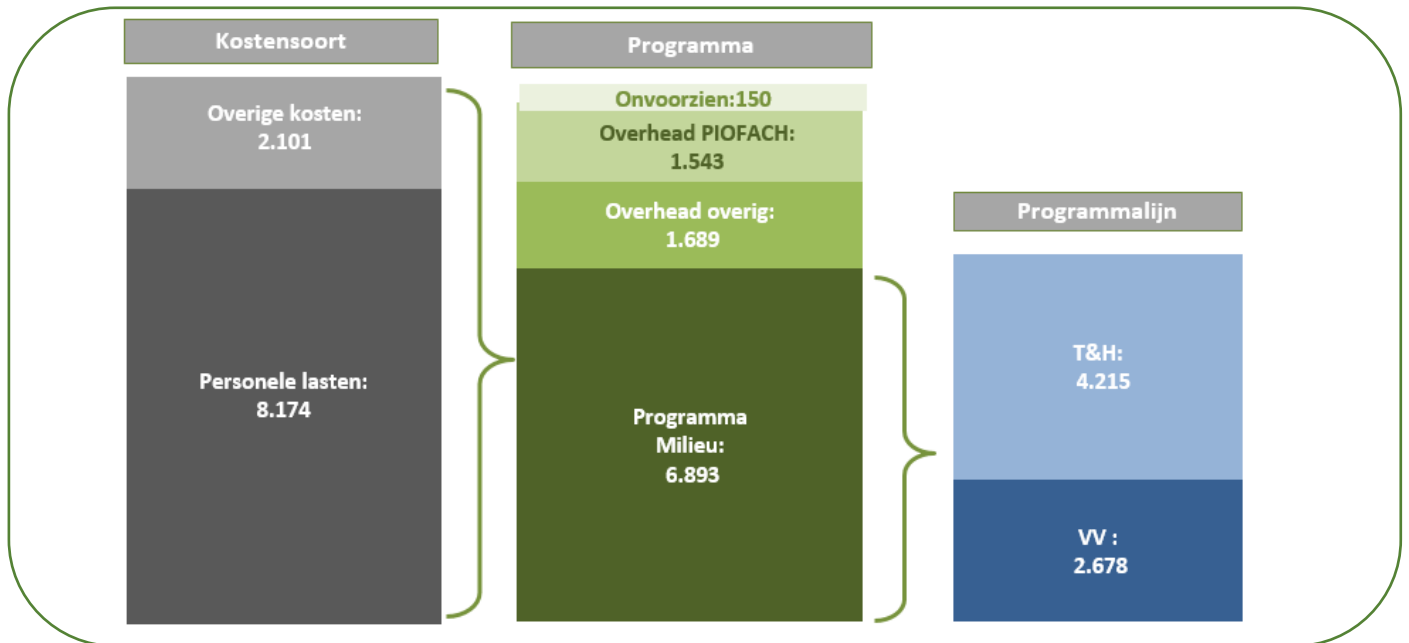 Kostensoort
Overige kosten:
2.101
Personele lasten:
8.174
Programma
Onvoorzien:150
Overhead PIOFACH:
1.543
Overhead overig:
1.689
Programma
Milieu:
6.893
Programmalijn
T&H:
4.215
VV :
2.678